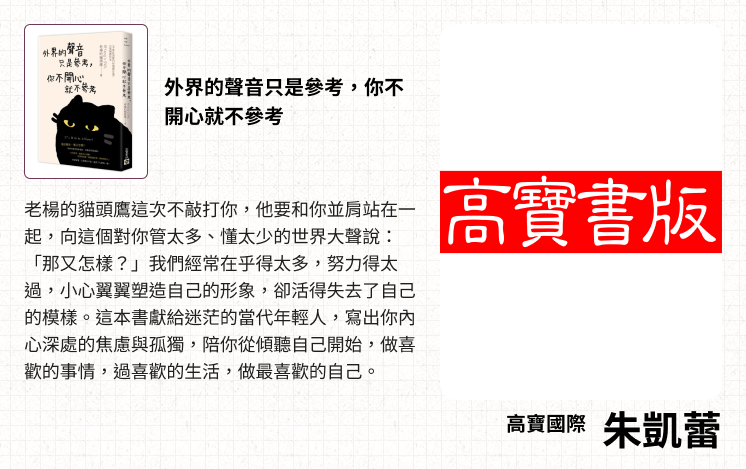 外界的聲音
只是參考，
你不開心
就不參考
外界的聲音只是參考，你不
開心就不參考
老楊的貓頭鷹這次不敲打你，他要和你並肩站在一
起，向這個對你管太多、懂太少的世界大聲說：
「那又怎樣？」我們經常在乎得太多，努力得太
過，小心翼翼塑造自己的形象，卻活得失去了自己
的模樣。這本書獻給迷茫的當代年輕人，寫出你內
心深處的焦慮與孤獨，陪你從傾聽自己開始，做喜
歡的事情，過喜歡的生活，做最喜歡的自己。
高寶書版
高寶國際 朱凱蕾